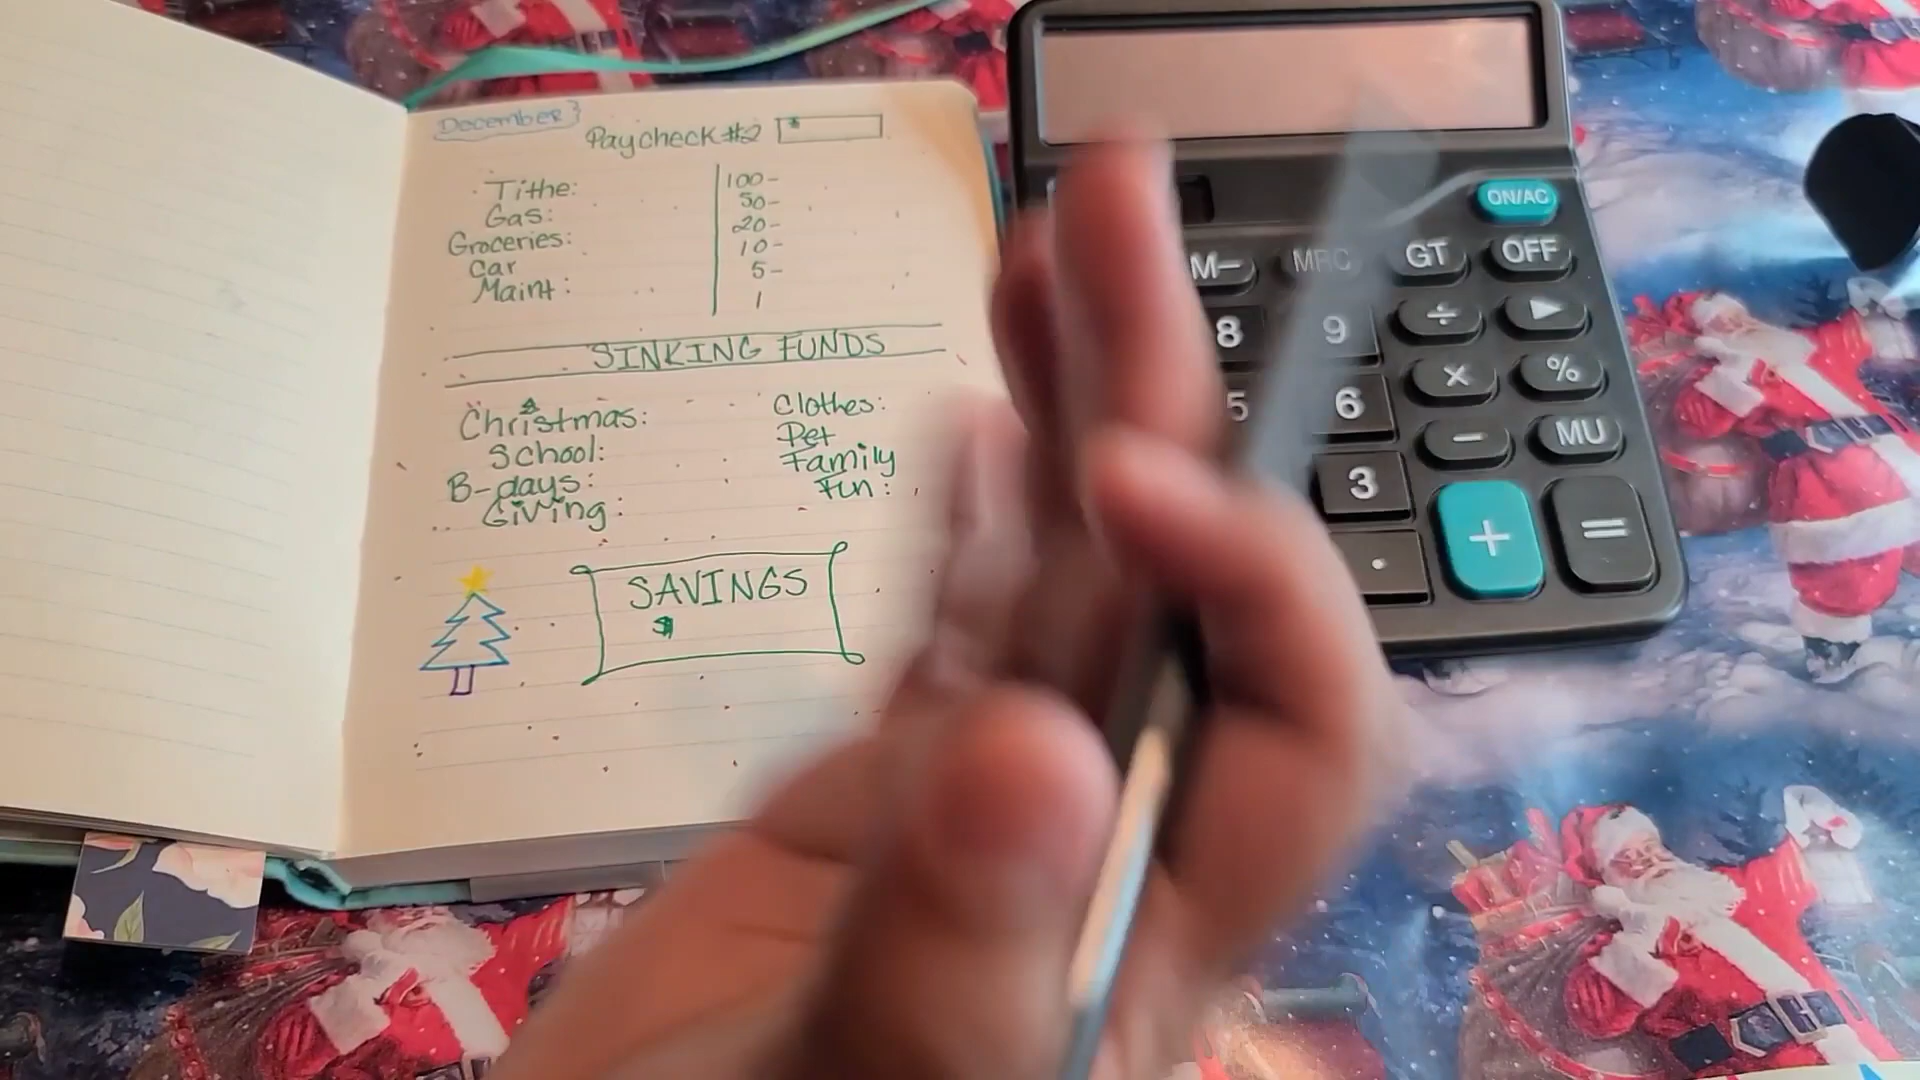 December
Paycheck #2 $
Tithe:
Gas:
Groceries:
Car
Maint:
100-
50-
20-
10-
5-
1
SINKING FUNDS
Christmas:
School:
B-days:
Giving:
Clothes:
Pet
Family
Fun:
SAVINGS
$
ON/AC
M- MRC GT OFF
8 9 ÷ ▶
5 6 × %
3 - MU
. + =